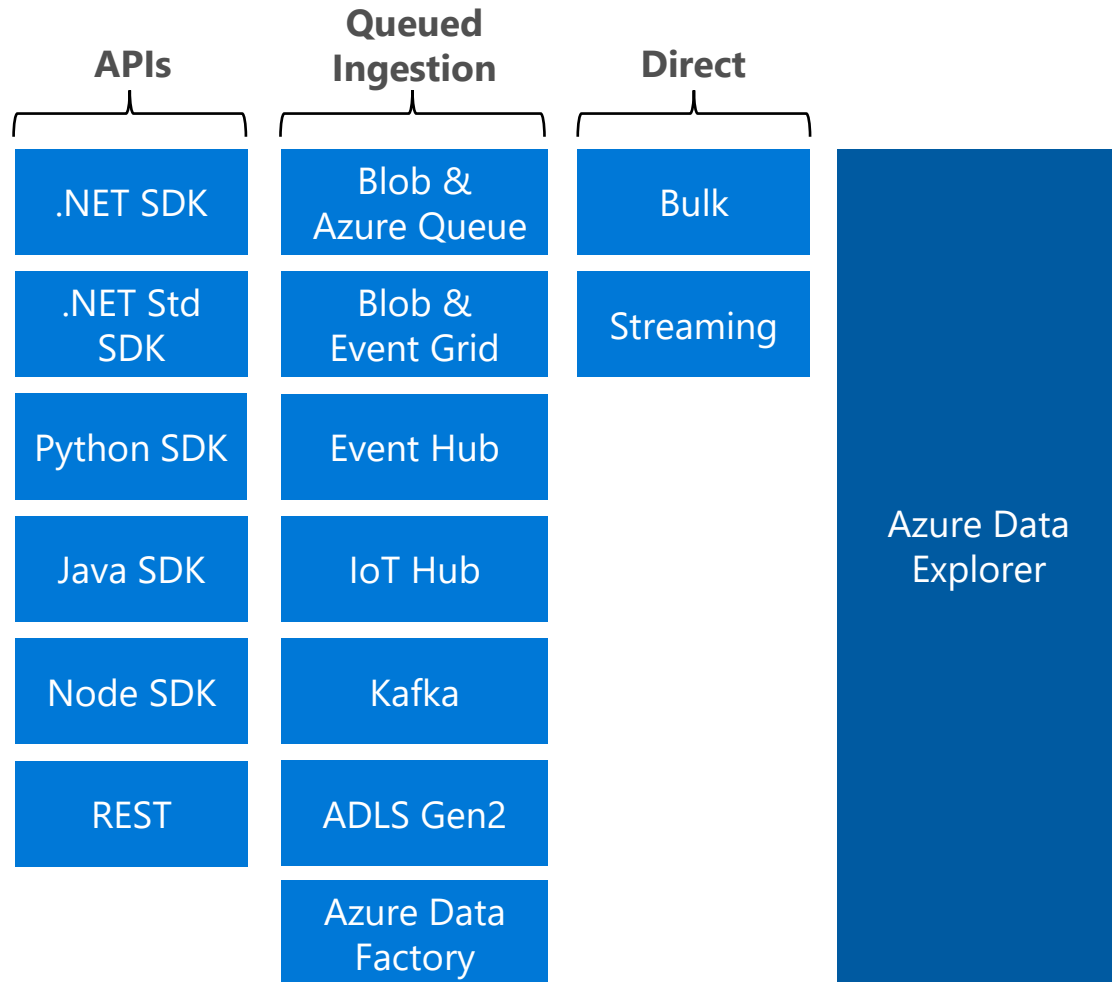 APIs
Queued
Ingestion
Direct
.NET SDK
.NET Std
SDK
Python SDK
Java SDK
Node SDK
REST
Blob &
Azure Queue
Blob &
Event Grid
Event Hub
IoT Hub
Kafka
ADLS Gen2
Azure Data
Factory
Bulk
Streaming
Azure Data
Explorer